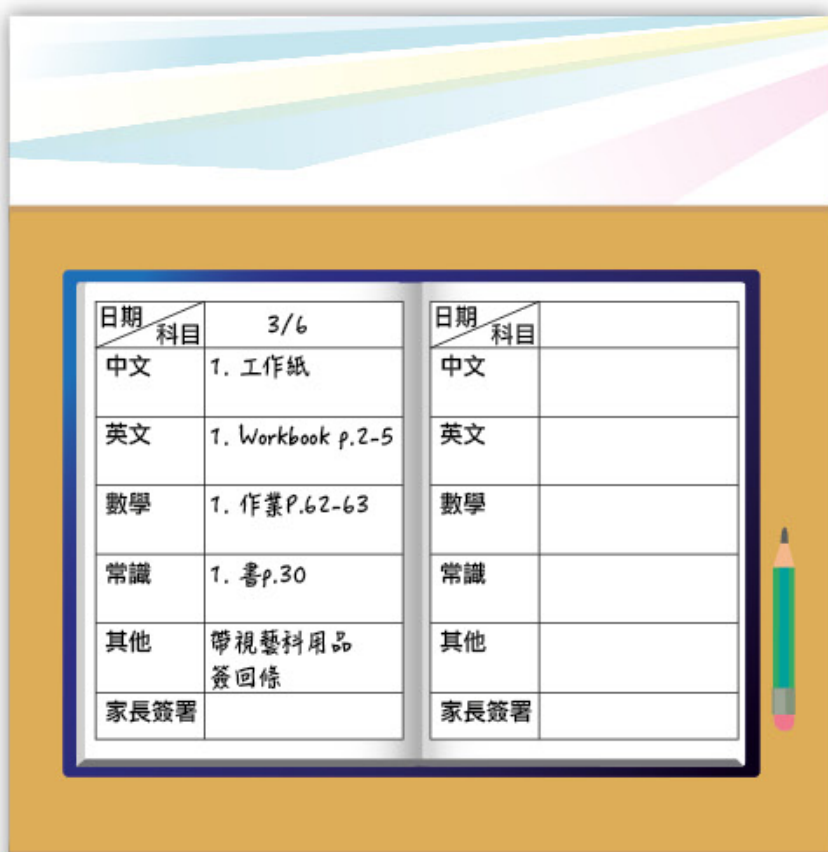 日期 科目 3/6
中文 1. 工作紙
英文 1. Workbook p.2-5
數學 1. 作業P.62-63
常識 1. 書p.30
其他 帶視藝科用品
簽回條
家長簽署
日期 科目
中文
英文
數學
常識
其他
家長簽署